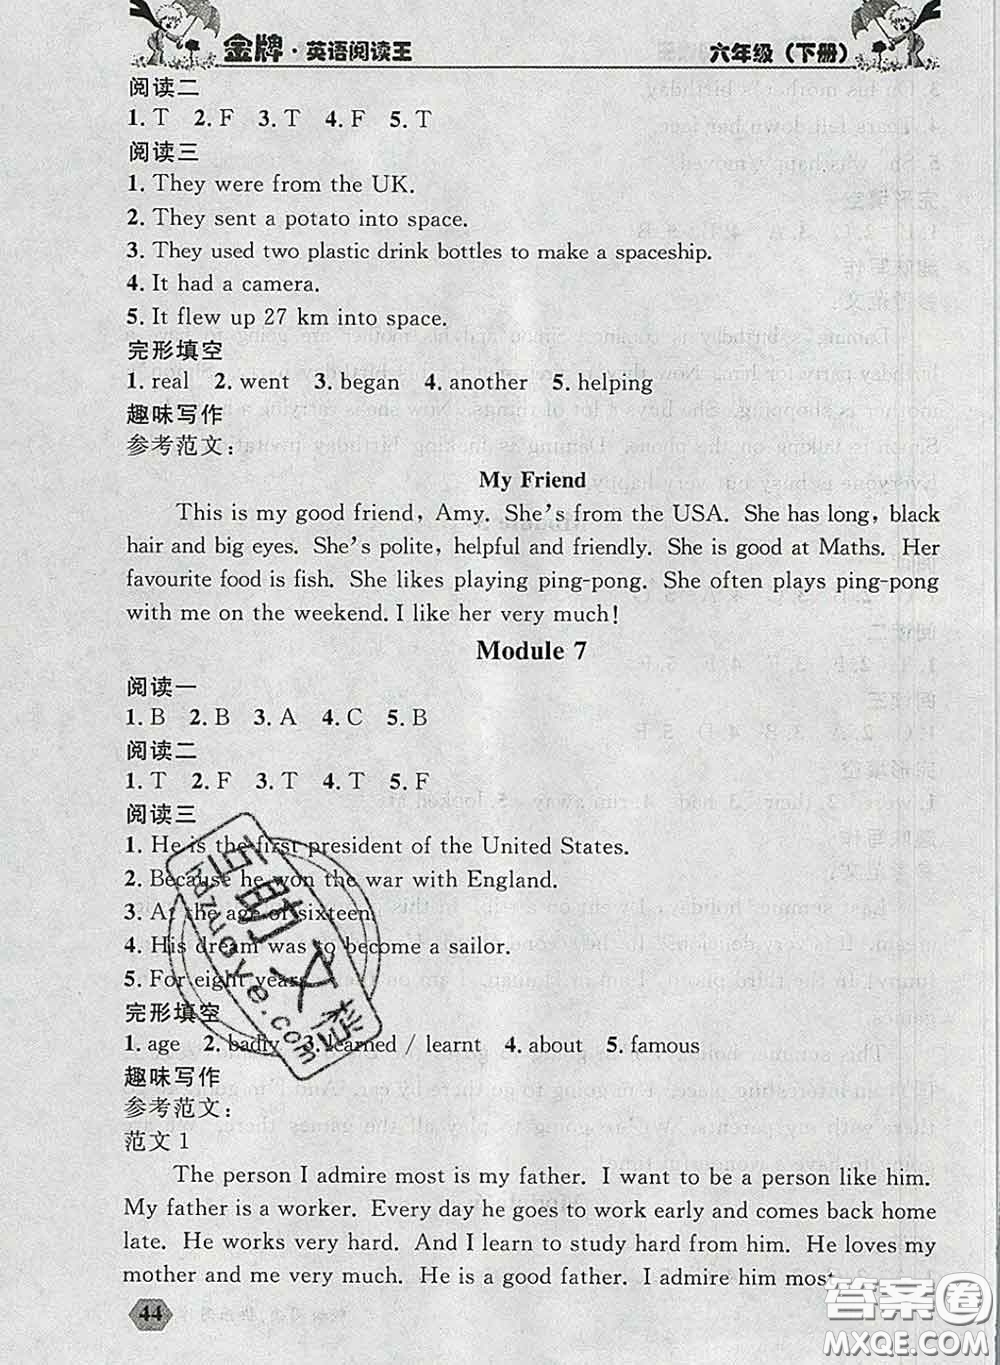 金牌·英语阅读王 六年级（下册）
阅读二
1. T 2. F 3. T 4. F 5. T
阅读三
1. They were from the UK.
2. They sent a potato into space.
3. They used two plastic drink bottles to make a spaceship.
4. It had a camera.
5. It flew up 27 km into space.
完形填空
1. real 2. went 3. began 4. another 5. helping
趣味写作
参考范文：
My Friend
This is my good friend, Amy. She's from the USA. She has long, black
hair and big eyes. She's polite, helpful and friendly. She is good at Maths. Her
favourite food is fish. She likes playing ping-pong. She often plays ping-pong
with me on the weekend. I like her very much!
Module 7
阅读一
1. B 2. B 3. A 4. C 5. B
阅读二
1. T 2. F 3. T 4. T 5. F
阅读三
1. He is the first president of the United States.
2. Because he won the war with England.
3. At the age of sixteen.
4. His dream was to become a sailor.
5. For eight years.
完形填空
1. age 2. badly 3. learned / learnt 4. about 5. famous
趣味写作
参考范文：
范文 1
The person I admire most is my father. I want to be a person like him.
My father is a worker. Every day he goes to work early and comes back home
late. He works very hard. And I learn to study hard from him. He loves my
mother and me very much. He is a good father. I admire him most.
44
答案圈
MXQE.COM